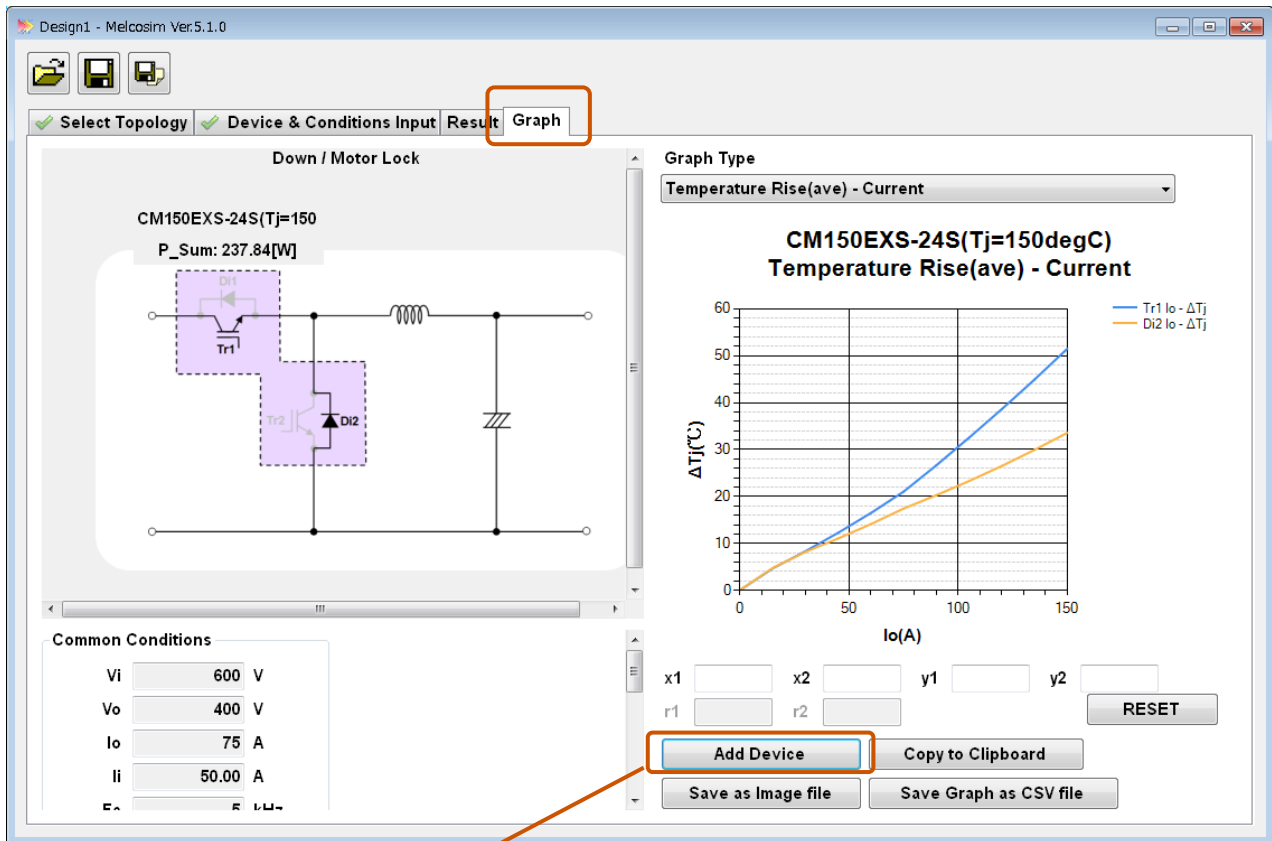 Design1 - Melcosim Ver.5.1.0
Select Topology Device & Conditions Input Result Graph
Down / Motor Lock
CM150EXS-24S(Tj=150
P_Sum: 237.84[W]
Di1
Tr1
Tr2
Di2
Common Conditions
Vi 600 V
Vo 400 V
Io 75 A
Ii 50.00 A
Graph Type
Temperature Rise(ave) - Current
CM150EXS-24S(Tj=150degC)
Temperature Rise(ave) - Current
Tr1 Io - ΔTj
Di2 Io - ΔTj
ΔTj(℃)
60
50
40
30
20
10
0
0 50 100 150
Io(A)
x1 x2 y1 y2
r1 r2 RESET
Add Device Copy to Clipboard
Save as Image file Save Graph as CSV file